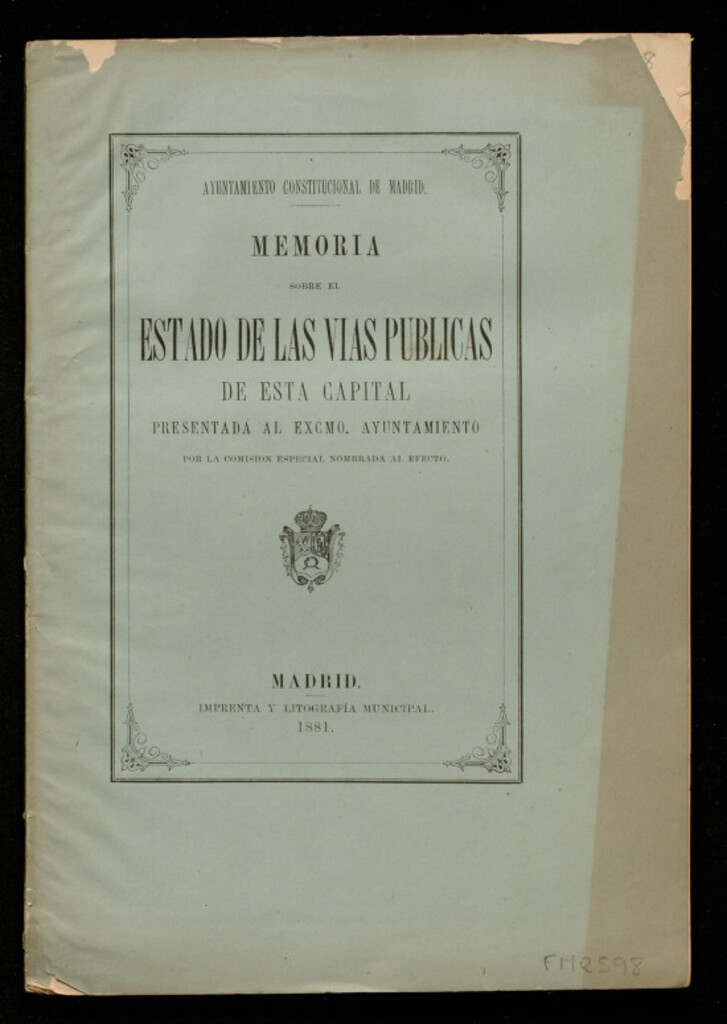 8
AYUNTAMIENTO CONSTITUCIONAL DE MADRID.
MEMORIA
SOBRE EL
ESTADO DE LAS VIAS PUBLICAS
DE ESTA CAPITAL
PRESENTADA AL EXCMO. AYUNTAMIENTO
POR LA COMISION ESPECIAL NOMBRADA AL EFECTO.
MADRID.
IMPRENTA Y LITOGRAFÍA MUNICIPAL.
1881.
FM2598